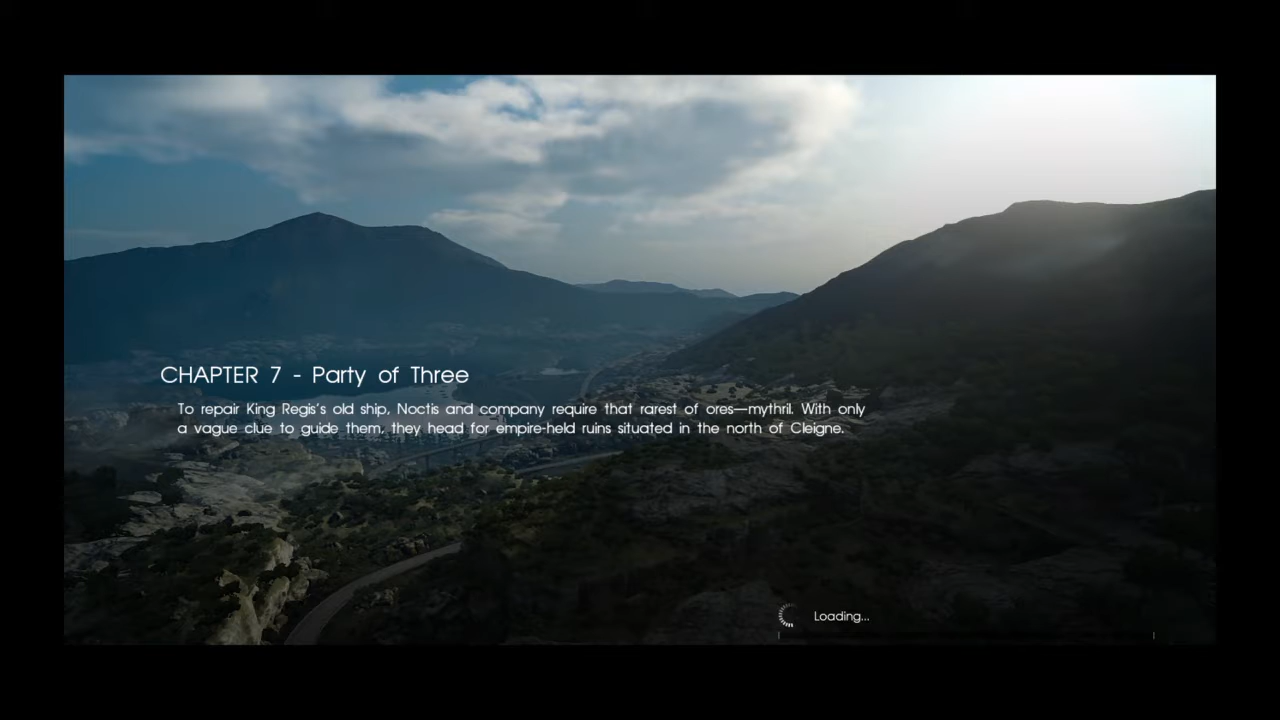 CHAPTER 7 - Party of Three
To repair King Regis's old ship, Noctis and company require that rarest of ores—mythril. With only
a vague clue to guide them, they head for empire-held ruins situated in the north of Cleigne.
Loading...